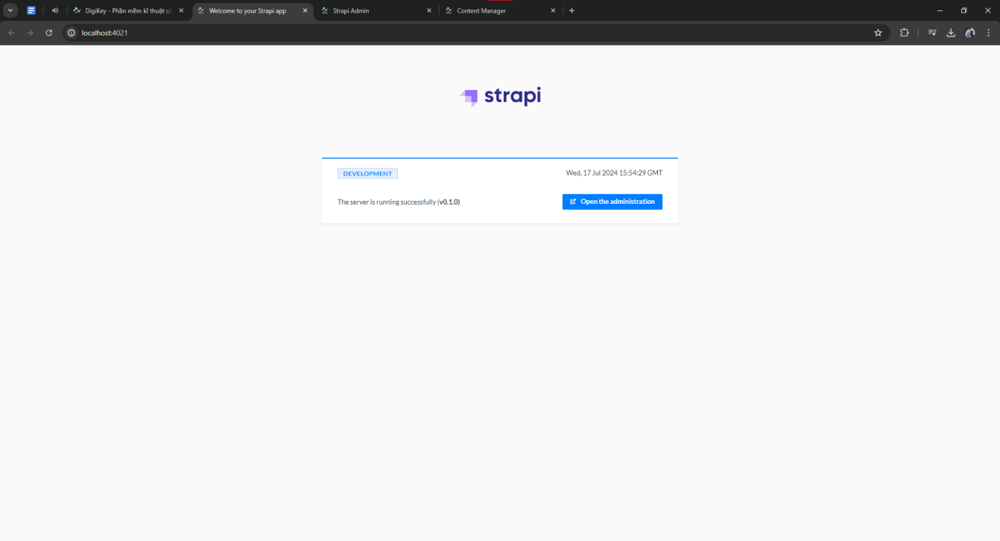 DigiKey - Phần mềm kĩ thuật số
Welcome to your Strapi app
Strapi Admin
Content Manager
localhost:4021
strapi
DEVELOPMENT
Wed, 17 Jul 2024 15:54:29 GMT
The server is running successfully (v0.1.0)
Open the administration